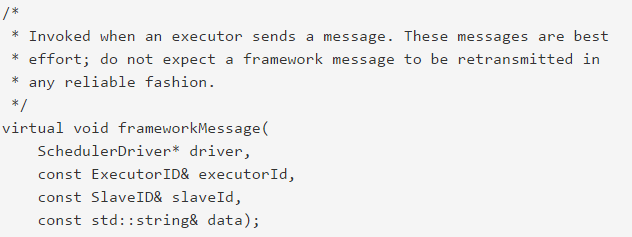 /*
 * Invoked when an executor sends a message. These messages are best
 * effort; do not expect a framework message to be retransmitted in
 * any reliable fashion.
 */
virtual void frameworkMessage(
    SchedulerDriver* driver,
    const ExecutorID& executorId,
    const SlaveID& slaveId,
    const std::string& data);